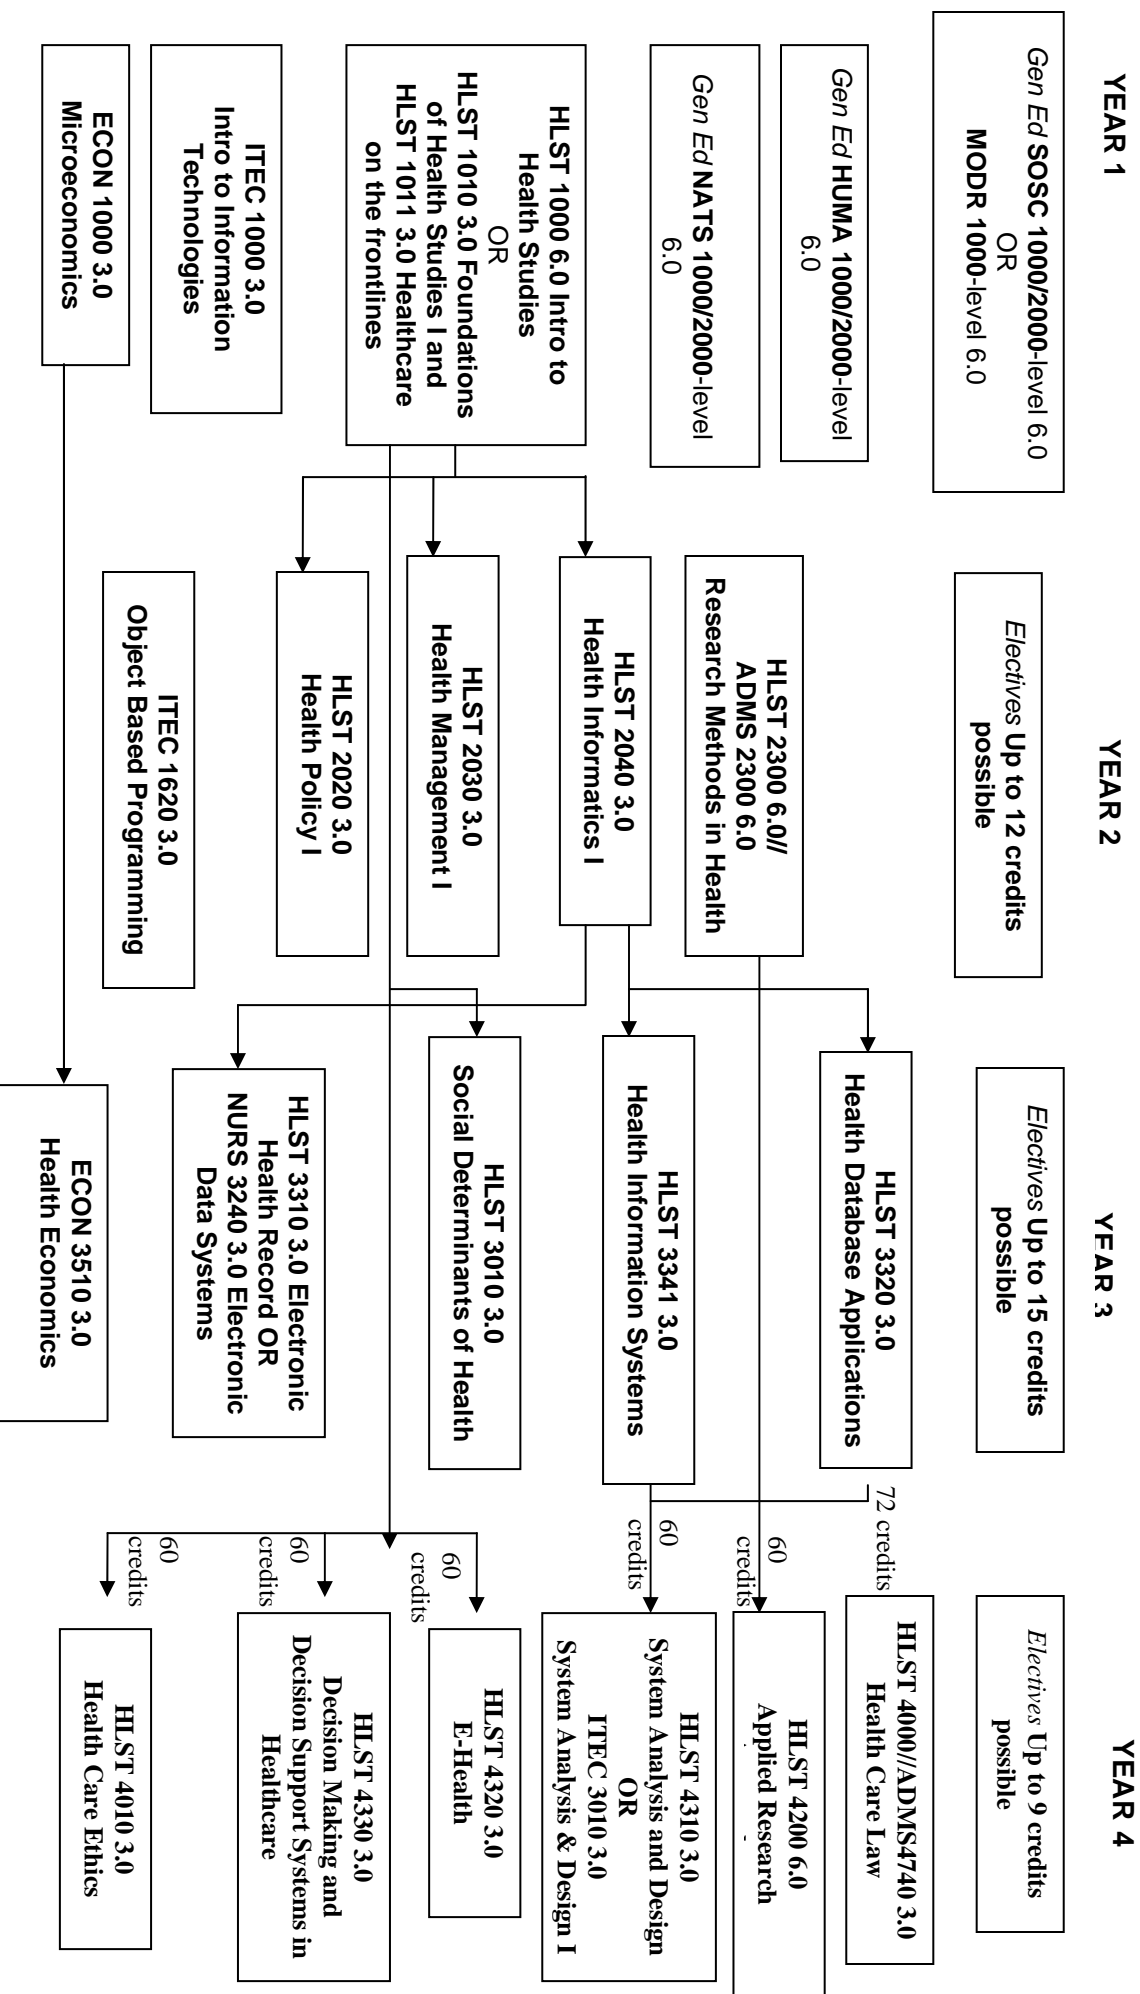 YEAR 1
Gen Ed SOSC 1000/2000-level 6.0
OR
MODR 1000-level 6.0
Gen Ed HUMA 1000/2000-level
6.0
Gen Ed NATS 1000/2000-level
6.0
HLST 1000 6.0 Intro to
Health Studies
OR
HLST 1010 3.0 Foundations
of Health Studies I and
HLST 1011 3.0 Healthcare
on the frontlines
ITEC 1000 3.0
Intro to Information
Technologies
ECON 1000 3.0
Microeconomics
YEAR 2
Electives Up to 12 credits
possible
HLST 2300 6.0//
ADMS 2300 6.0
Research Methods in Health
HLST 2040 3.0
Health Informatics I
HLST 2030 3.0
Health Management I
HLST 2020 3.0
Health Policy I
ITEC 1620 3.0
Object Based Programming
YEAR 3
Electives Up to 15 credits
possible
HLST 3320 3.0
Health Database Applications
HLST 3341 3.0
Health Information Systems
HLST 3010 3.0
Social Determinants of Health
HLST 3310 3.0 Electronic
Health Record OR
NURS 3240 3.0 Electronic
Data Systems
ECON 3510 3.0
Health Economics
72 credits
60
credits
60
credits
60
credits
60
credits
60
credits
YEAR 4
Electives Up to 9 credits
possible
HLST 4000//ADMS4740 3.0
Health Care Law
HLST 4200 6.0
Applied Research
HLST 4310 3.0
System Analysis and Design
OR
ITEC 3010 3.0
System Analysis & Design I
HLST 4320 3.0
E-Health
HLST 4330 3.0
Decision Making and
Decision Support Systems in
Healthcare
HLST 4010 3.0
Health Care Ethics